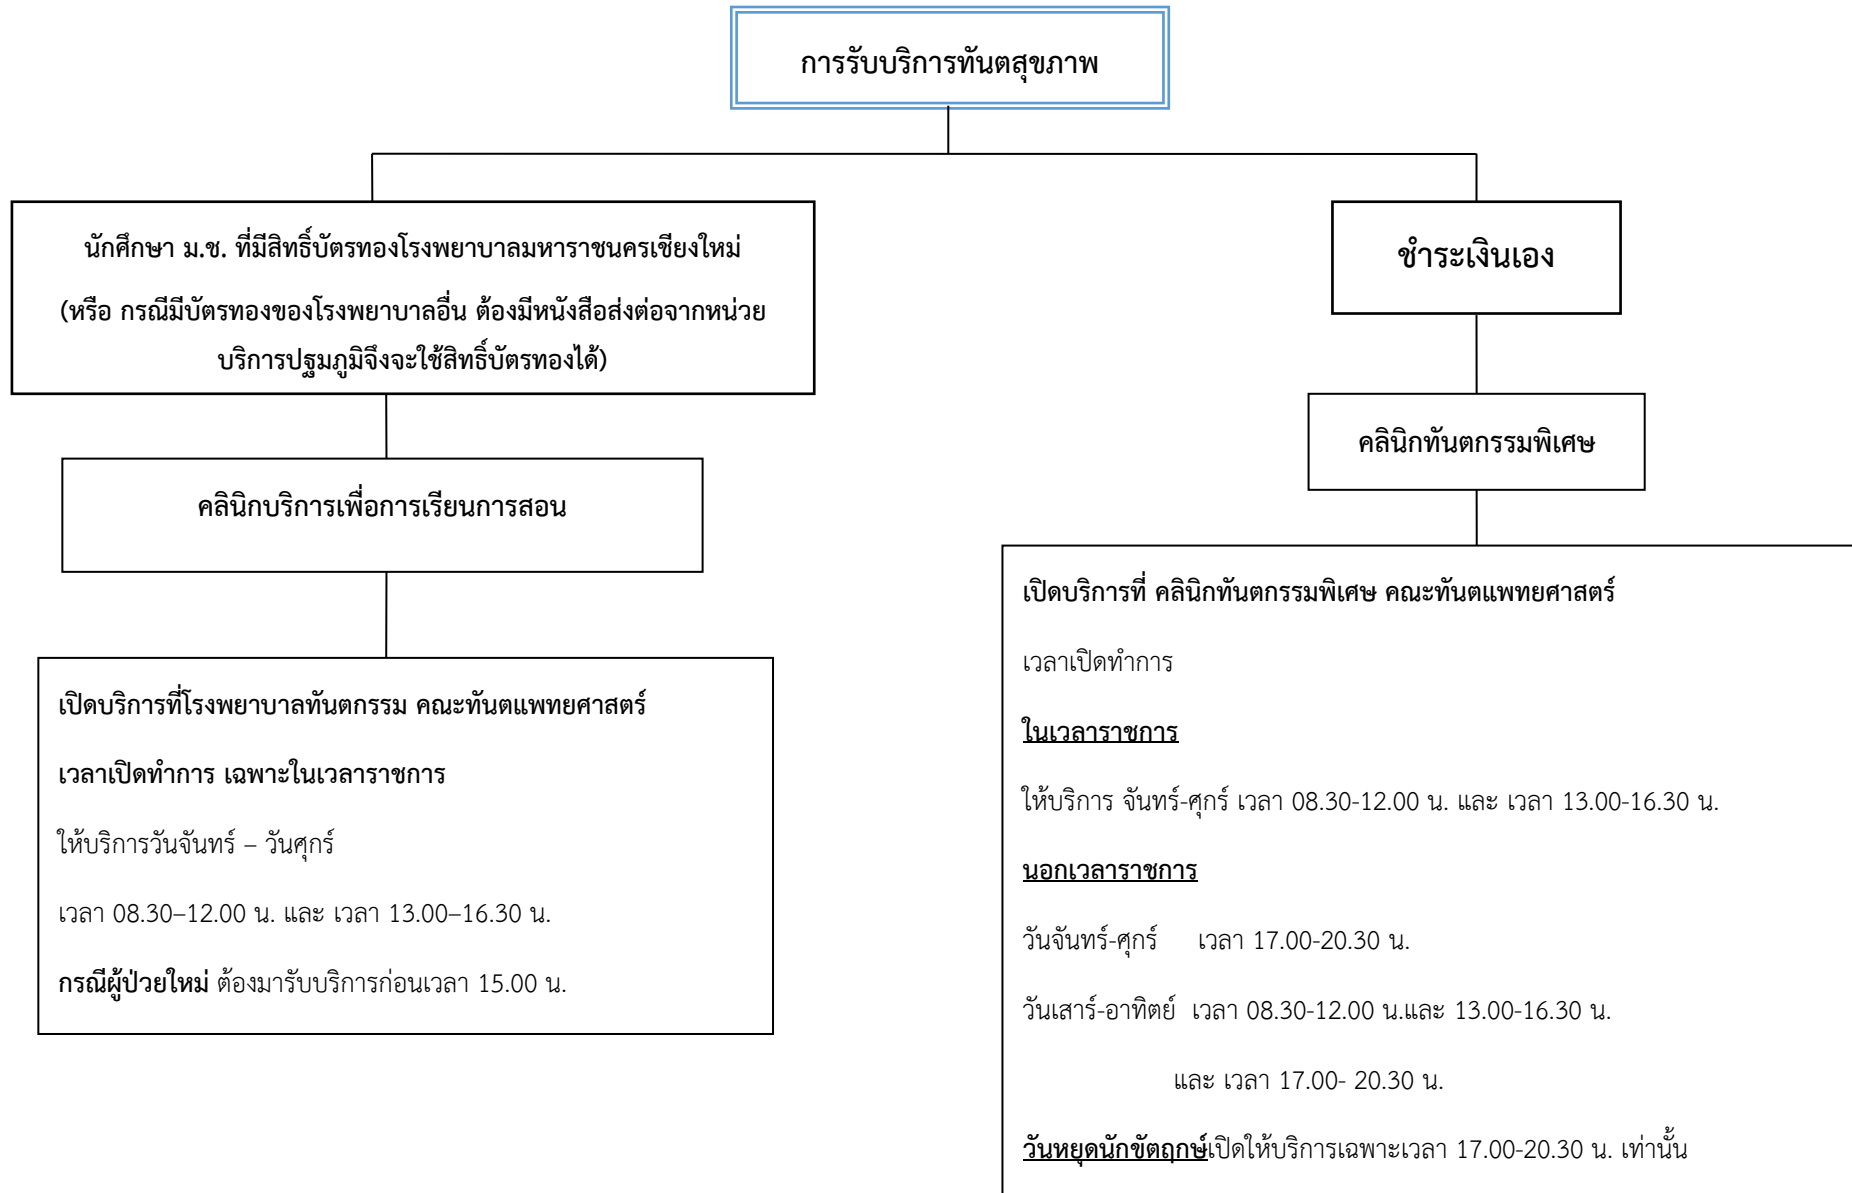 การรับบริการทันตสุขภาพ
นักศึกษา ม.ช. ที่มีสิทธิ์บัตรทองโรงพยาบาลมหาราชนครเชียงใหม่
(หรือ กรณีมีบัตรทองของโรงพยาบาลอื่น ต้องมีหนังสือส่งต่อจากหน่วย
บริการปฐมภูมิจึงจะใช้สิทธิ์บัตรทองได้)
คลินิกบริการเพื่อการเรียนการสอน
เปิดบริการที่โรงพยาบาลทันตกรรม คณะทันตแพทยศาสตร์
เวลาเปิดทำการ เฉพาะในเวลาราชการ
ให้บริการวันจันทร์ – วันศุกร์
เวลา 08.30–12.00 น. และ เวลา 13.00–16.30 น.
กรณีผู้ป่วยใหม่ ต้องมารับบริการก่อนเวลา 15.00 น.
ชำระเงินเอง
คลินิกทันตกรรมพิเศษ
เปิดบริการที่ คลินิกทันตกรรมพิเศษ คณะทันตแพทยศาสตร์
เวลาเปิดทำการ
ในเวลาราชการ
ให้บริการ จันทร์-ศุกร์ เวลา 08.30-12.00 น. และ เวลา 13.00-16.30 น.
นอกเวลาราชการ
วันจันทร์-ศุกร์ เวลา 17.00-20.30 น.
วันเสาร์-อาทิตย์ เวลา 08.30-12.00 น.และ 13.00-16.30 น.
และ เวลา 17.00- 20.30 น.
วันหยุดนักขัตฤกษ์เปิดให้บริการเฉพาะเวลา 17.00-20.30 น. เท่านั้น